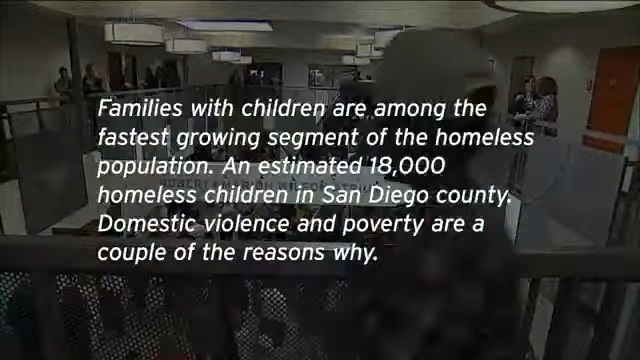 Families with children are among the
fastest growing segment of the homeless
population. An estimated 18,000
homeless children in San Diego county.
Domestic violence and poverty are a
couple of the reasons why.